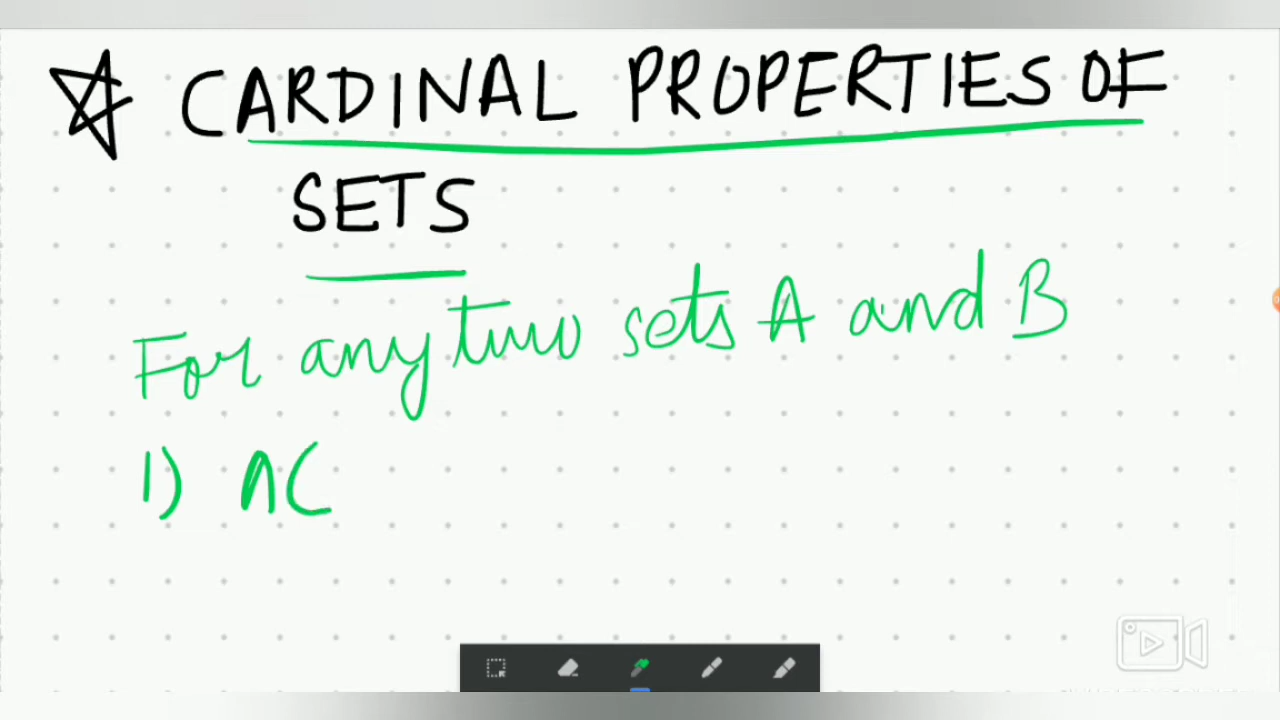 ☆ CARDINAL PROPERTIES OF
SETS
For any two sets A and B
1) n(